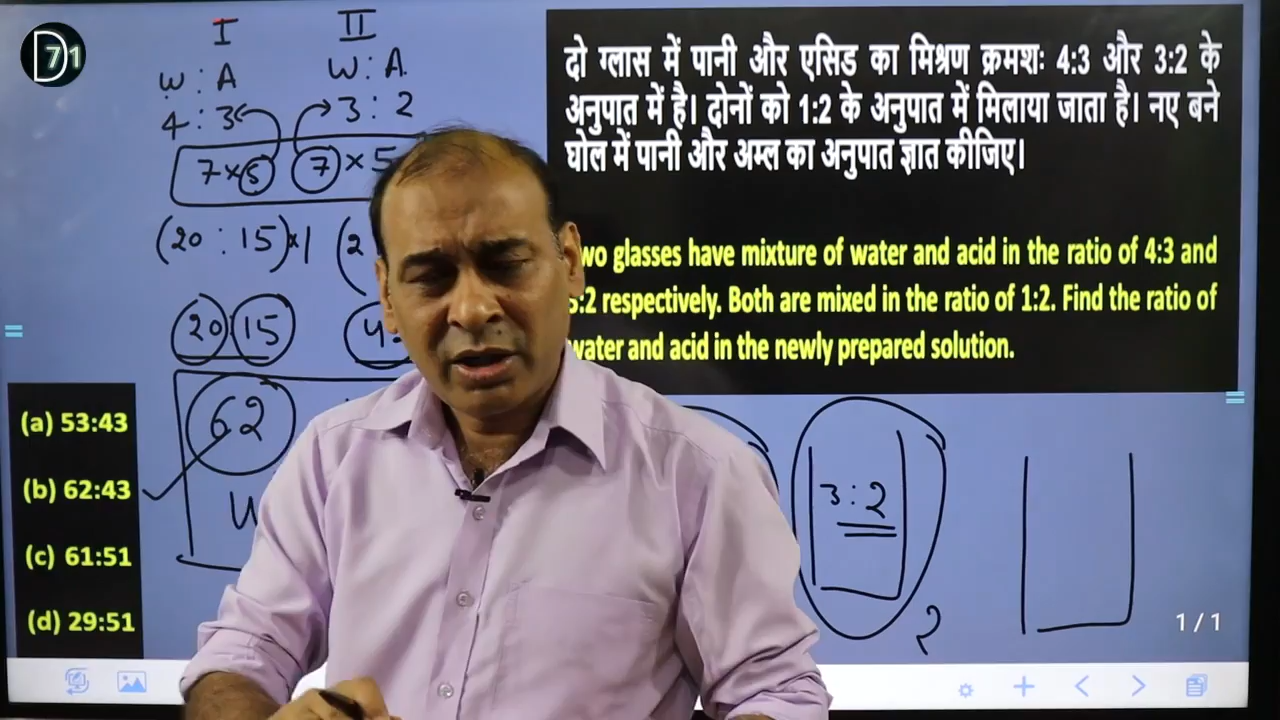 D 71
I II
W : A W : A
4 : 3 3 : 2
7 × 5 7 × 5
(20 : 15) × 1 (2
20 : 15
62
W
दो ग्लास में पानी और एसिड का मिश्रण क्रमशः 4:3 और 3:2 के
अनुपात में है। दोनों को 1:2 के अनुपात में मिलाया जाता है। नए बने
घोल में पानी और अम्ल का अनुपात ज्ञात कीजिए।
wo glasses have mixture of water and acid in the ratio of 4:3 and
:2 respectively. Both are mixed in the ratio of 1:2. Find the ratio of
water and acid in the newly prepared solution.
(a) 53:43
(b) 62:43
(c) 61:51
(d) 29:51
3 : 2
2
1 / 1